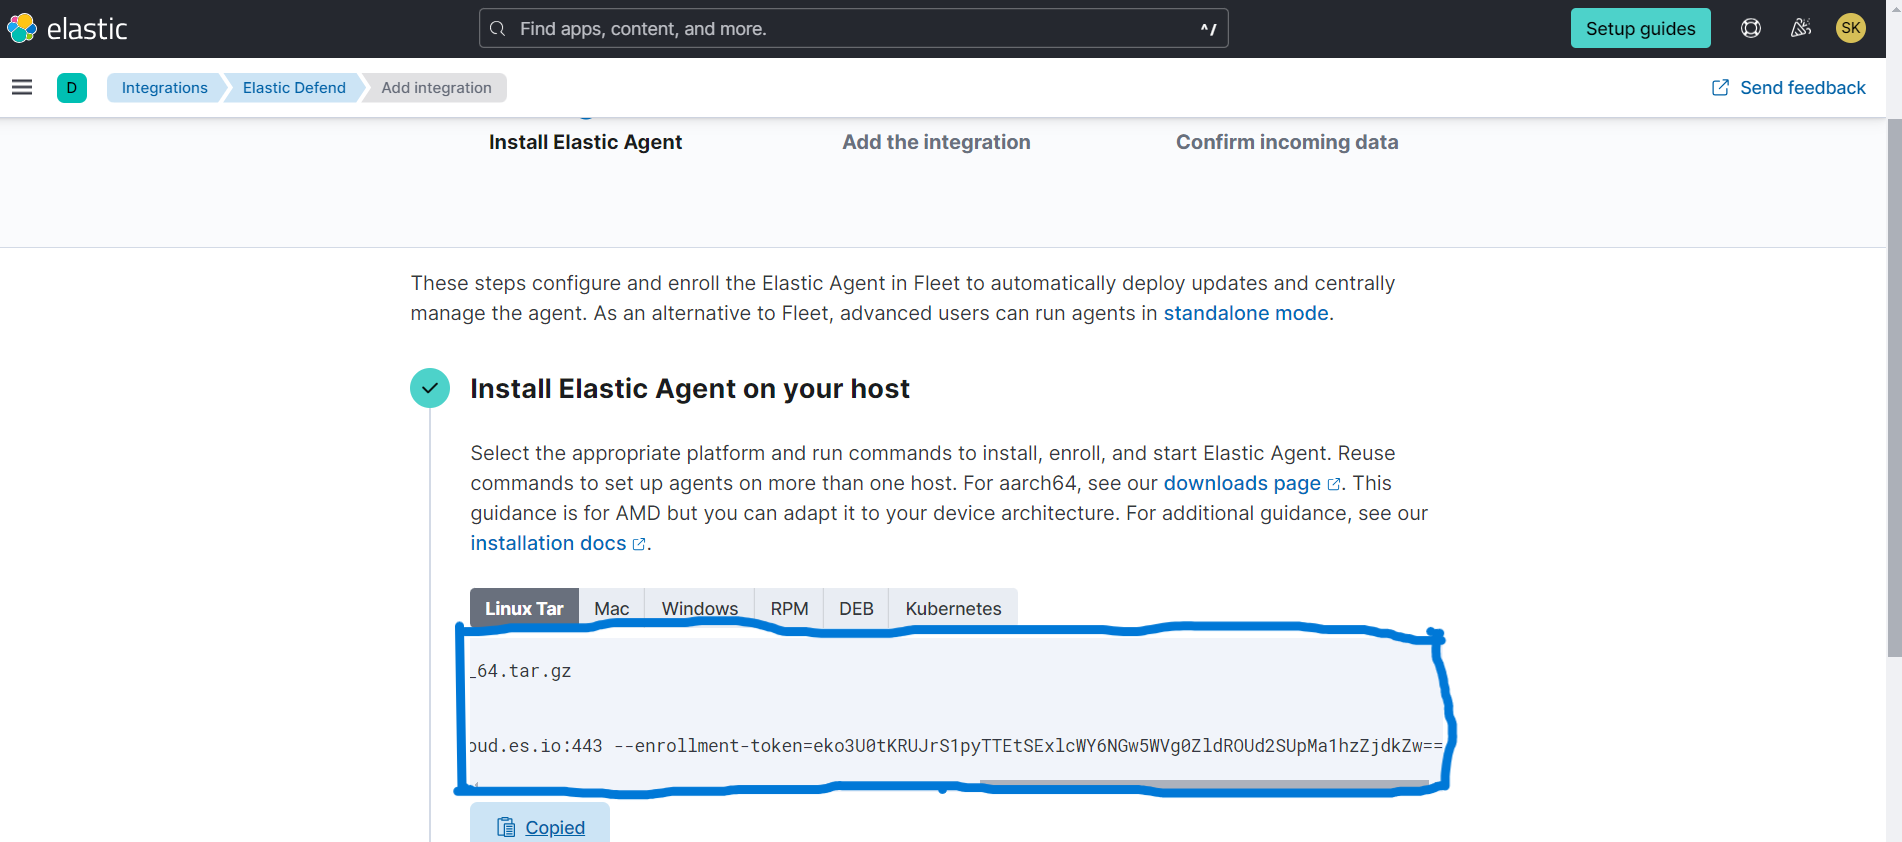 elastic
Find apps, content, and more.
^/
Setup guides
SK
D
Integrations
Elastic Defend
Add integration
Send feedback
Install Elastic Agent
Add the integration
Confirm incoming data
These steps configure and enroll the Elastic Agent in Fleet to automatically deploy updates and centrally
manage the agent. As an alternative to Fleet, advanced users can run agents in standalone mode.
Install Elastic Agent on your host
Select the appropriate platform and run commands to install, enroll, and start Elastic Agent. Reuse
commands to set up agents on more than one host. For aarch64, see our downloads page. This
guidance is for AMD but you can adapt it to your device architecture. For additional guidance, see our
installation docs.
Linux Tar
Mac
Windows
RPM
DEB
Kubernetes
_64.tar.gz
oud.es.io:443 --enrollment-token=eko3U0tKRUJrS1pyTTEtSExlcWY6NGw5WVg0ZldROUd2SUpMa1hzZjdkZw==
Copied